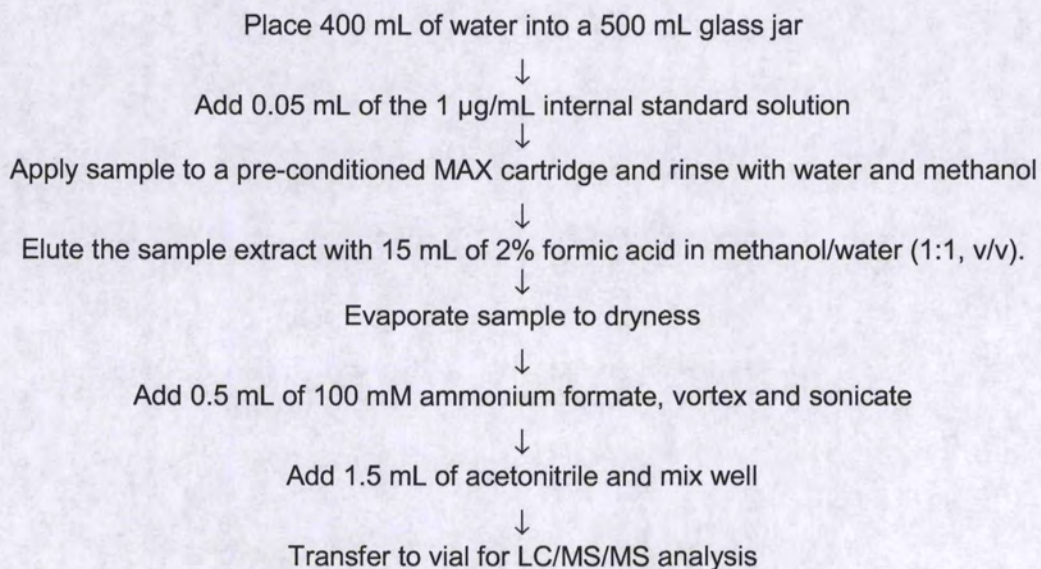 Place 400 mL of water into a 500 mL glass jar
↓
Add 0.05 mL of the 1 µg/mL internal standard solution
↓
Apply sample to a pre-conditioned MAX cartridge and rinse with water and methanol
↓
Elute the sample extract with 15 mL of 2% formic acid in methanol/water (1:1, v/v).
↓
Evaporate sample to dryness
↓
Add 0.5 mL of 100 mM ammonium formate, vortex and sonicate
↓
Add 1.5 mL of acetonitrile and mix well
↓
Transfer to vial for LC/MS/MS analysis